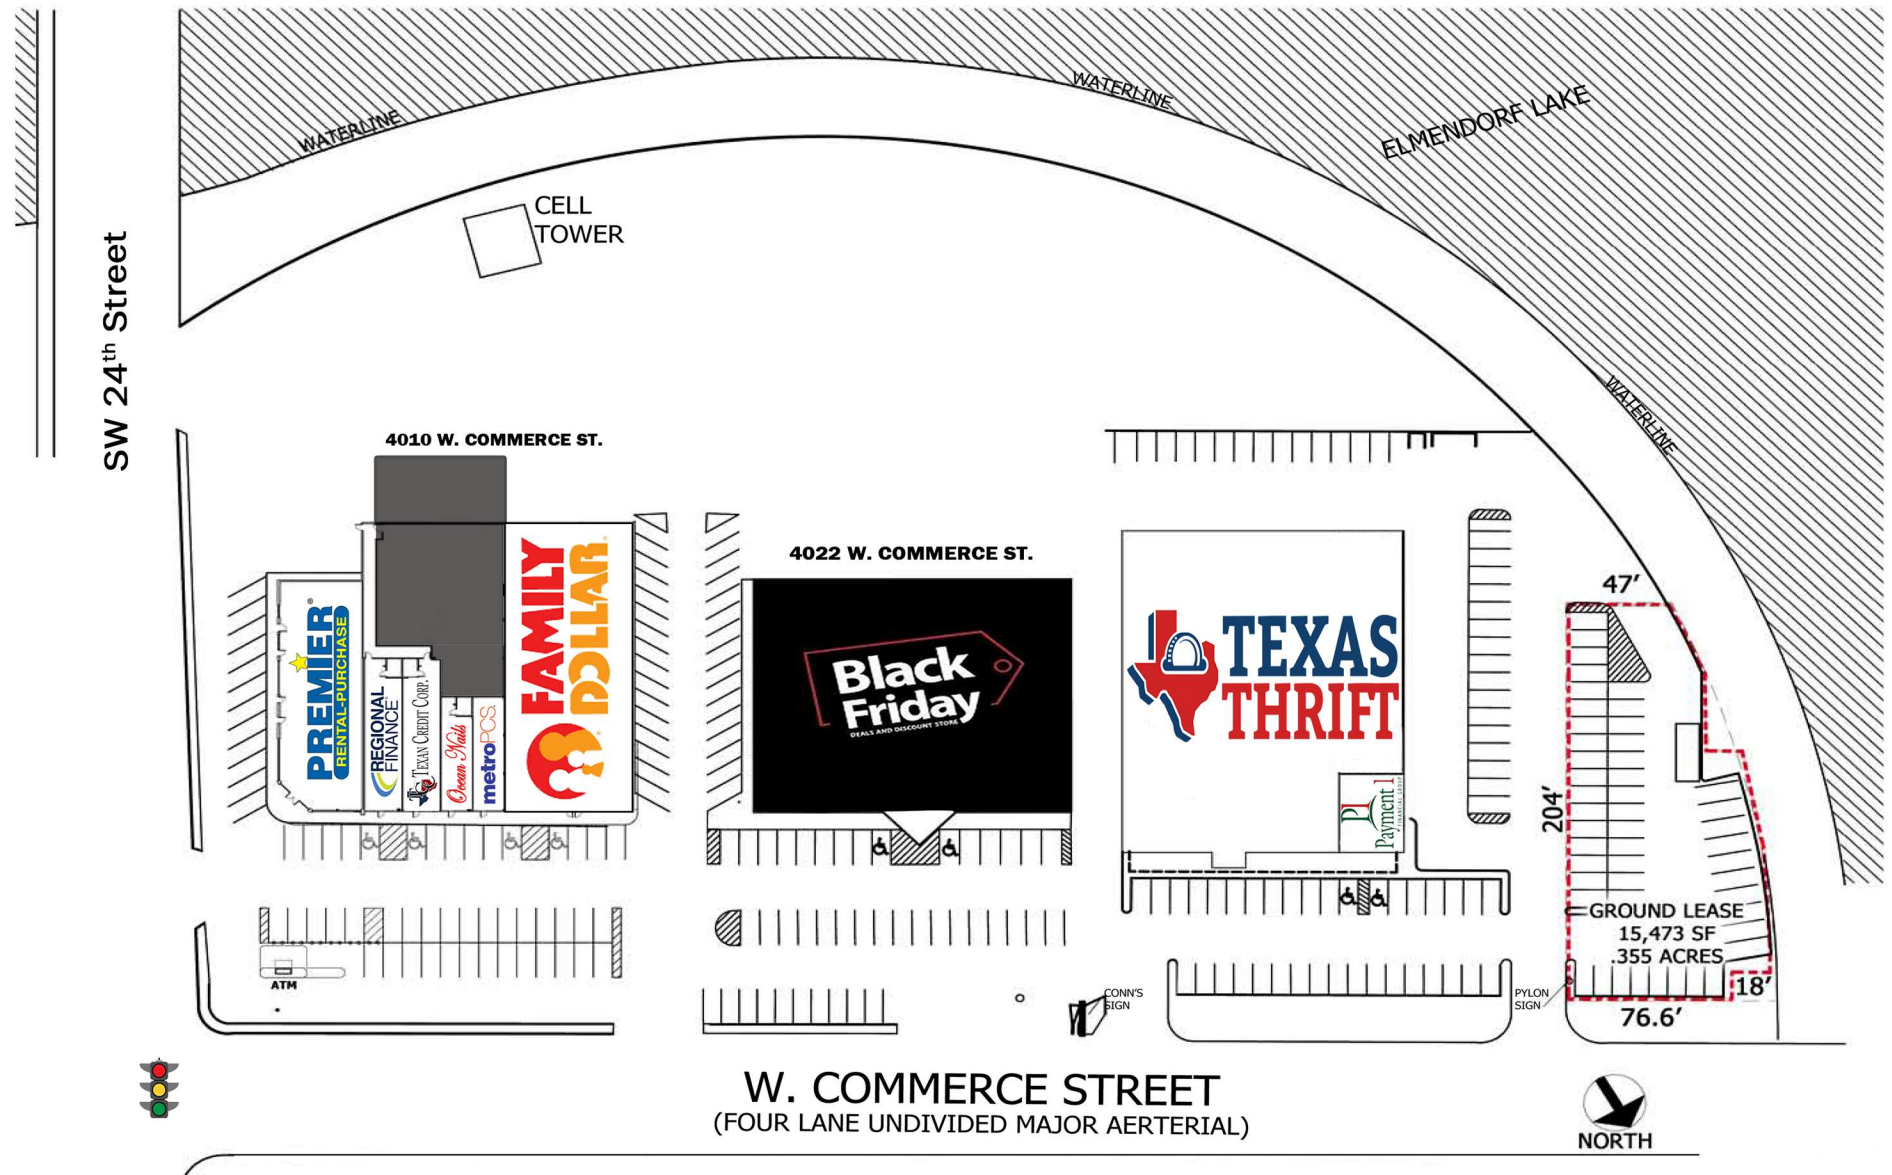 WATERLINE
WATERLINE
ELMENDORF LAKE
CELL
TOWER
SW 24th Street
WATERLINE
4010 W. COMMERCE ST.
4022 W. COMMERCE ST.
PREMIER®
RENTAL-PURCHASE
REGIONAL
FINANCE
TEXAN CREDIT CORP.
Ocean Nails
metroPCS.
FAMILY
DOLLAR
Black
Friday
DEALS AND DISCOUNT STORE
TEXAS
THRIFT
PI
Payment 1
FINANCIAL GROUP
47’
204’
GROUND LEASE
15,473 SF
.355 ACRES
18’
76.6’
ATM
CONN'S
SIGN
PYLON
SIGN
W. COMMERCE STREET
(FOUR LANE UNDIVIDED MAJOR AERTERIAL)
NORTH